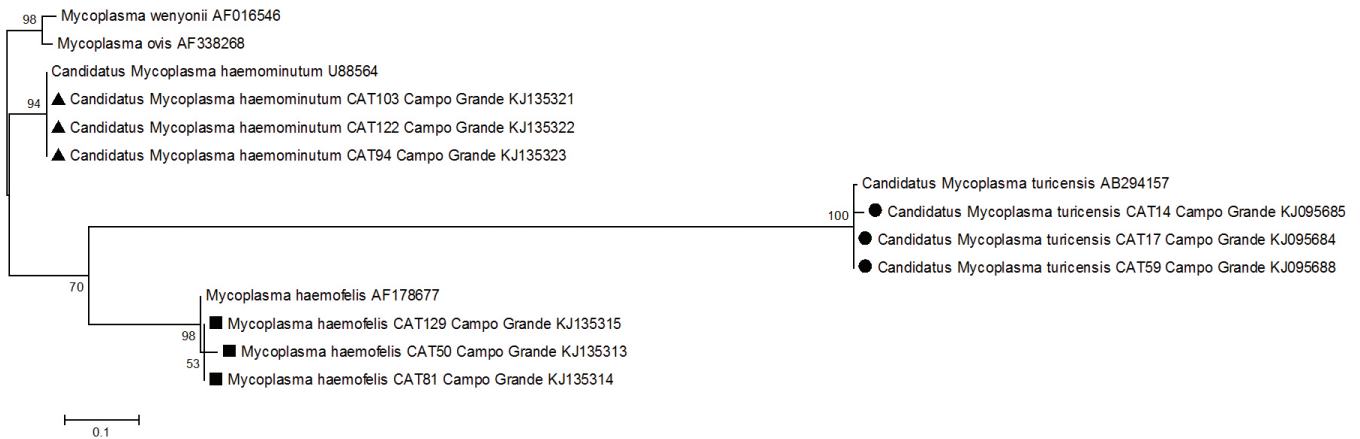 98
Mycoplasma wenyonii AF016546
Mycoplasma ovis AF338268
Candidatus Mycoplasma haemominutum U88564
94
Candidatus Mycoplasma haemominutum CAT103 Campo Grande KJ135321
Candidatus Mycoplasma haemominutum CAT122 Campo Grande KJ135322
Candidatus Mycoplasma haemominutum CAT94 Campo Grande KJ135323
Candidatus Mycoplasma turicensis AB294157
100
Candidatus Mycoplasma turicensis CAT14 Campo Grande KJ095685
Candidatus Mycoplasma turicensis CAT17 Campo Grande KJ095684
Candidatus Mycoplasma turicensis CAT59 Campo Grande KJ095688
70
Mycoplasma haemofelis AF178677
Mycoplasma haemofelis CAT129 Campo Grande KJ135315
98
Mycoplasma haemofelis CAT50 Campo Grande KJ135313
53
Mycoplasma haemofelis CAT81 Campo Grande KJ135314
0.1